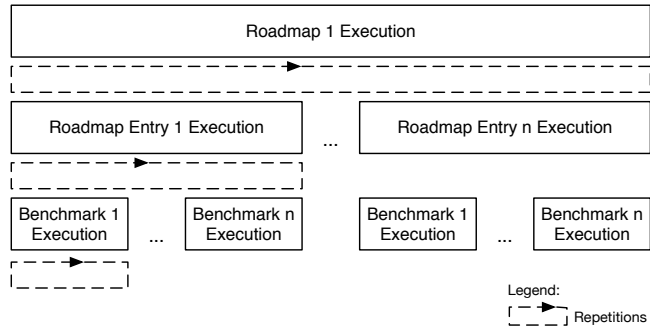 Roadmap 1 Execution
Roadmap Entry 1 Execution
...
Roadmap Entry n Execution
Benchmark 1
Execution
...
Benchmark n
Execution
Benchmark 1
Execution
...
Benchmark n
Execution
Legend:
Repetitions